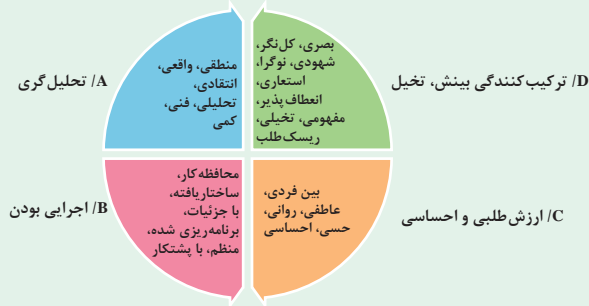 بصری، کل‌نگر،
شهودی، نوگرا،
استعاری،
انعطاف‌پذیر،
مفهومی، تخیلی،
ریسک‌طلب
D/ ترکیب‌کنندگی بینش، تخیل
منطقی، واقعی،
انتقادی،
تحلیلی، فنی،
کمی
A/ تحلیل‌گری
بین فردی،
عاطفی، روانی،
حسی، احساسی
C/ ارزش‌طلبی و احساسی
محافظه‌کار،
ساختاریافته،
با جزئیات،
برنامه‌ریزی شده،
منظم، با پشتکار
B/ اجرایی بودن